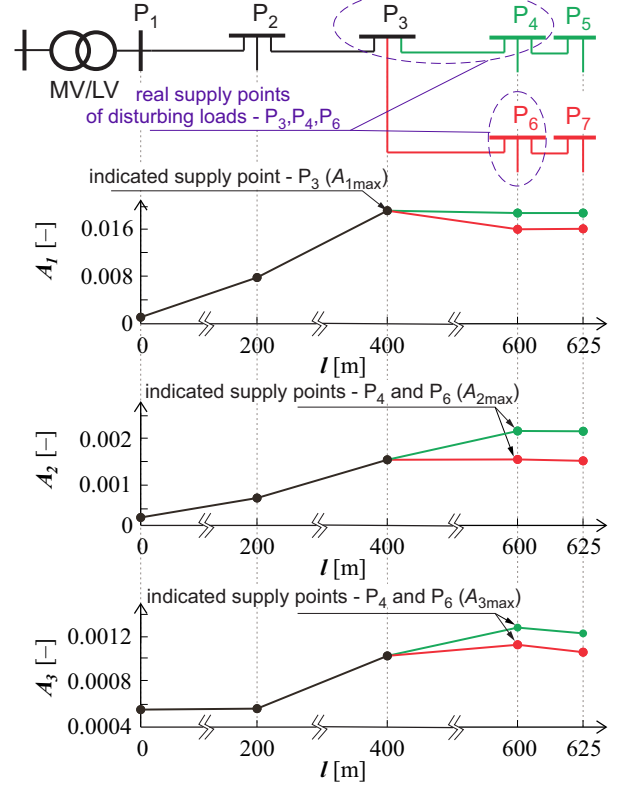 P1 P2 P3 P4 P5
MV/LV
real supply points
of disturbing loads - P3,P4,P6
P6 P7
indicated supply point - P3 (A1max)
0.016
0.008
0
A1 [–]
0 200 400 600 625
l [m]
indicated supply points - P4 and P6 (A2max)
0.002
0.001
0
A2 [–]
0 200 400 600 625
l [m]
indicated supply points - P4 and P6 (A3max)
0.0012
0.0008
0.0004
A3 [–]
0 200 400 600 625
l [m]